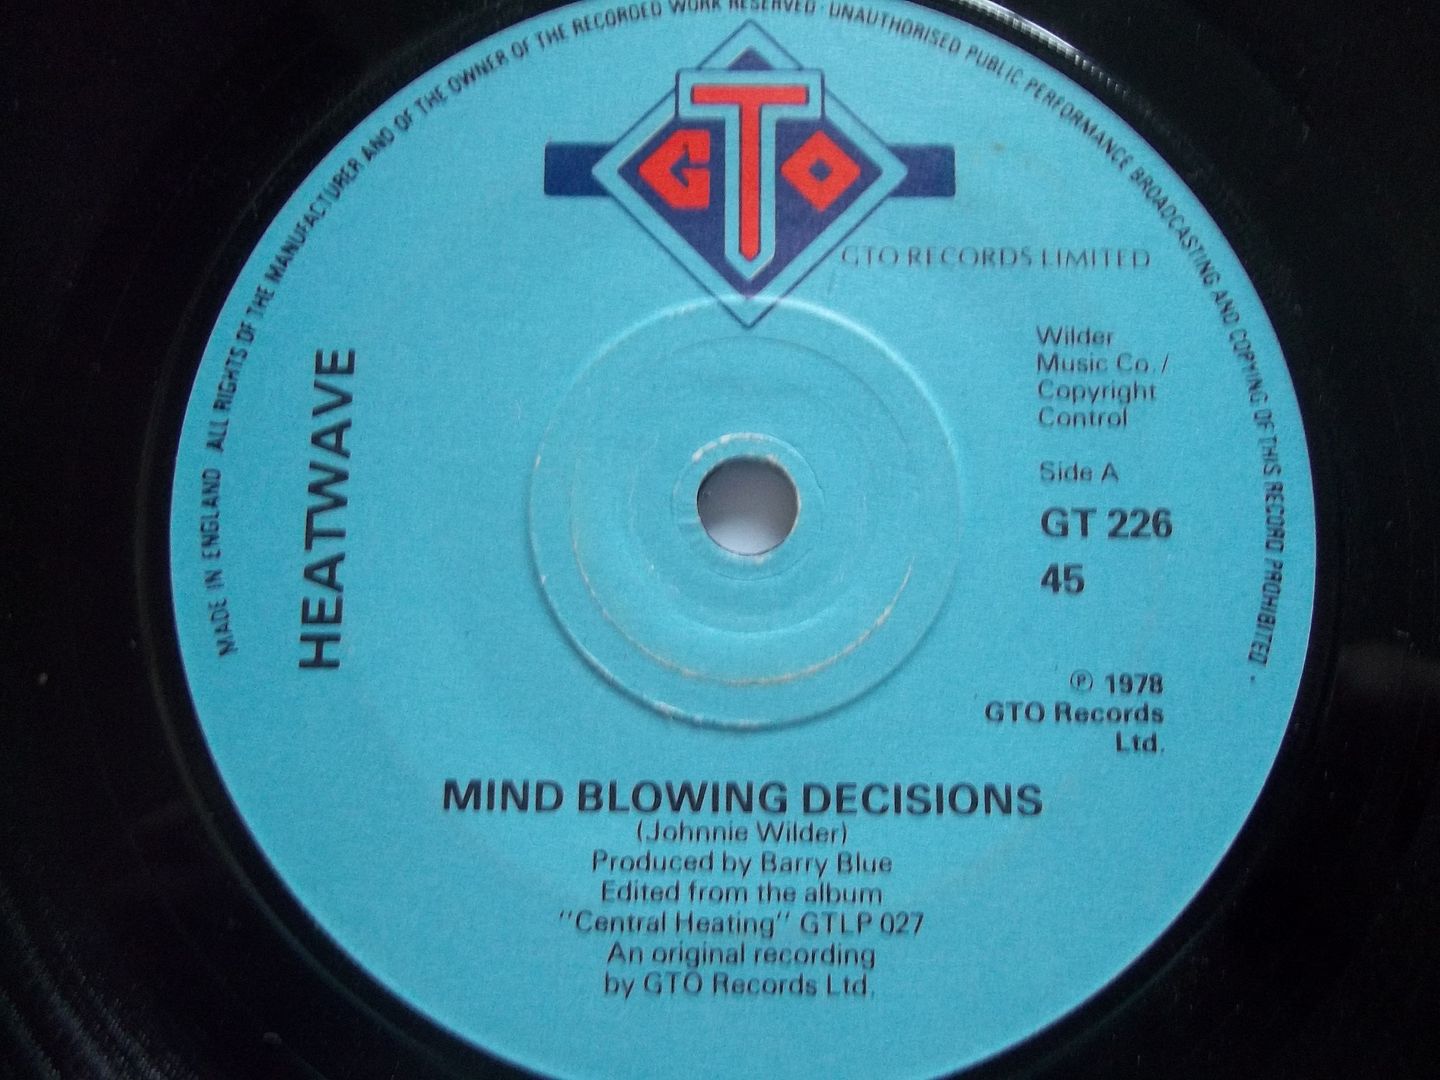 MADE IN ENGLAND ALL RIGHTS OF THE MANUFACTURER AND OF THE OWNER OF THE RECORDED WORK RESERVED · UNAUTHORISED PUBLIC PERFORMANCE BROADCASTING AND COPYING OF THIS RECORD PROHIBITED .
GTO
GTO RECORDS LIMITED
HEATWAVE
Wilder
Music Co. /
Copyright
Control
Side A
GT 226
45
℗ 1978
GTO Records
Ltd.
MIND BLOWING DECISIONS
(Johnnie Wilder)
Produced by Barry Blue
Edited from the album
"Central Heating" GTLP 027
An original recording
by GTO Records Ltd.